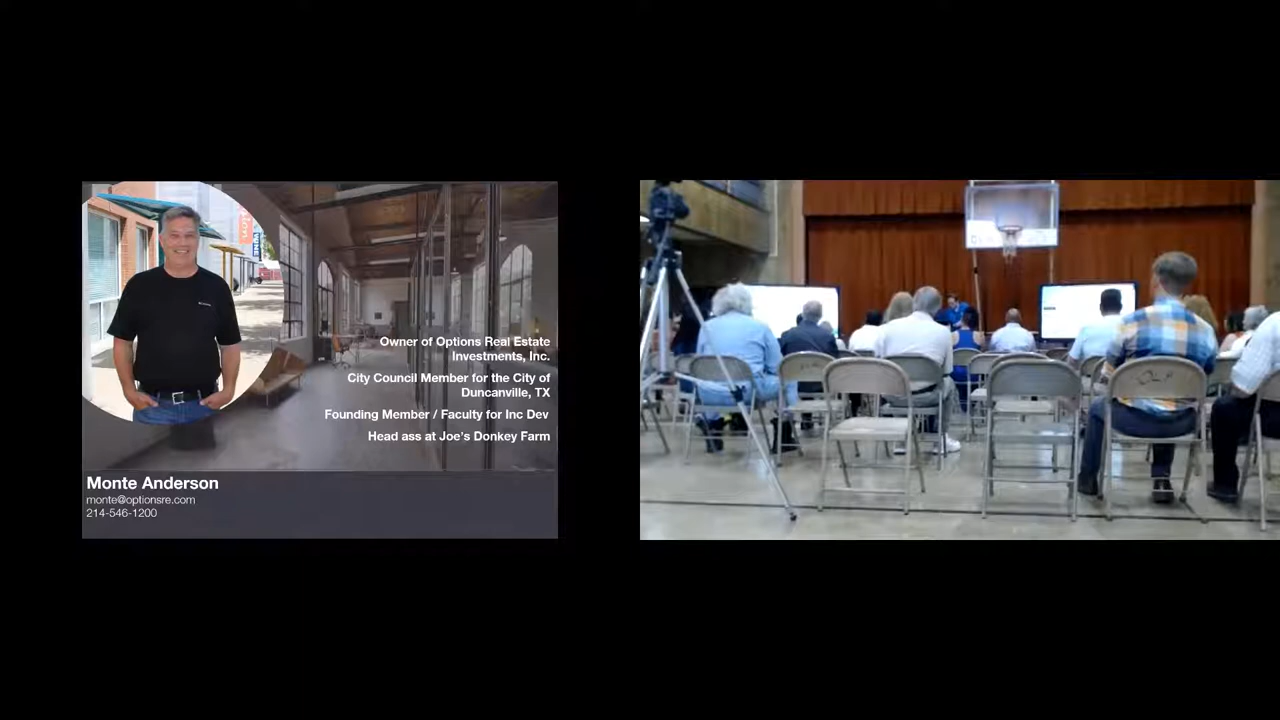 Owner of Options Real Estate
Investments, Inc.
City Council Member for the City of
Duncanville, TX
Founding Member / Faculty for Inc Dev
Head ass at Joe's Donkey Farm
Monte Anderson
monte@optionsre.com
214-546-1200